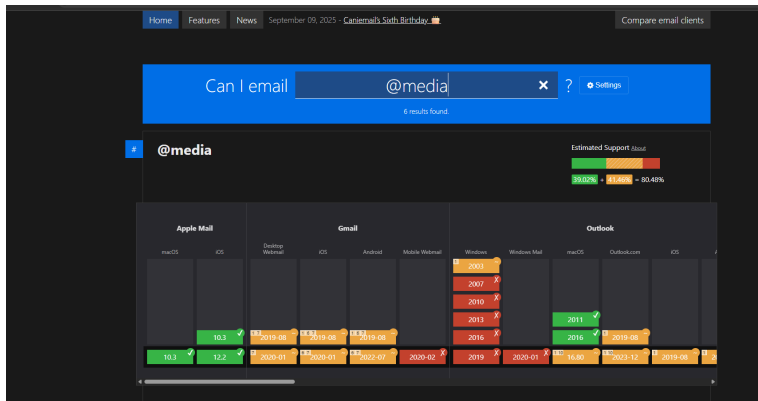 Home Features News September 09, 2025 - Caniemail's Sixth Birthday Compare email clients
Can I email @media ? Settings
6 results found.
# @media
Estimated Support About
39.02% + 41.46% = 80.48%
Apple Mail Gmail Outlook
macOS iOS Desktop Webmail iOS Android Mobile Webmail Windows Windows Mail macOS Outlook.com iOS
2003
2007
2010
2013 2011
10.3 2019-08 2019-08 2019-08 2016 2016 2019-08
10.3 12.2 2020-01 2020-01 2022-07 2020-02 2019 2020-01 16.80 2023-12 2019-08